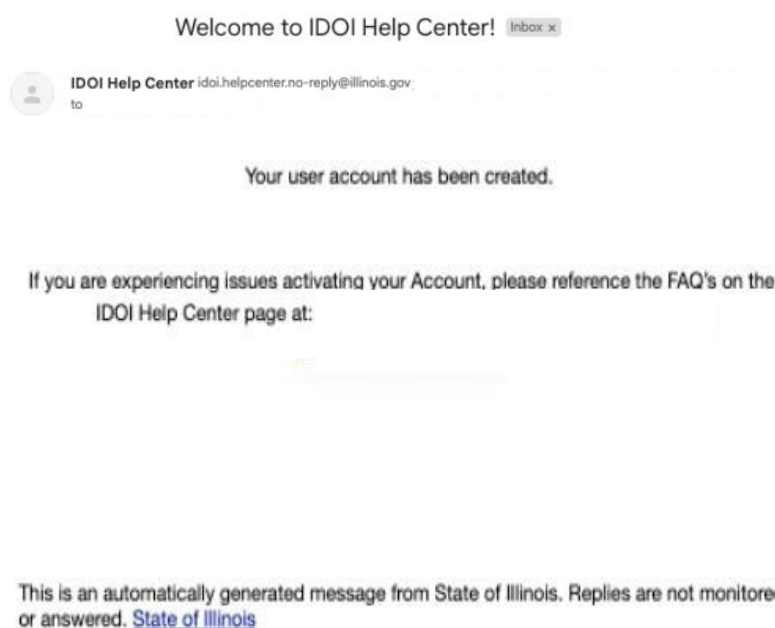 Welcome to IDOI Help Center! Inbox x
IDOI Help Center idoi.helpcenter.no-reply@illinois.gov
to
Your user account has been created.
If you are experiencing issues activating your Account, please reference the FAQ's on the
IDOI Help Center page at:
This is an automatically generated message from State of Illinois. Replies are not monitored
or answered. State of Illinois